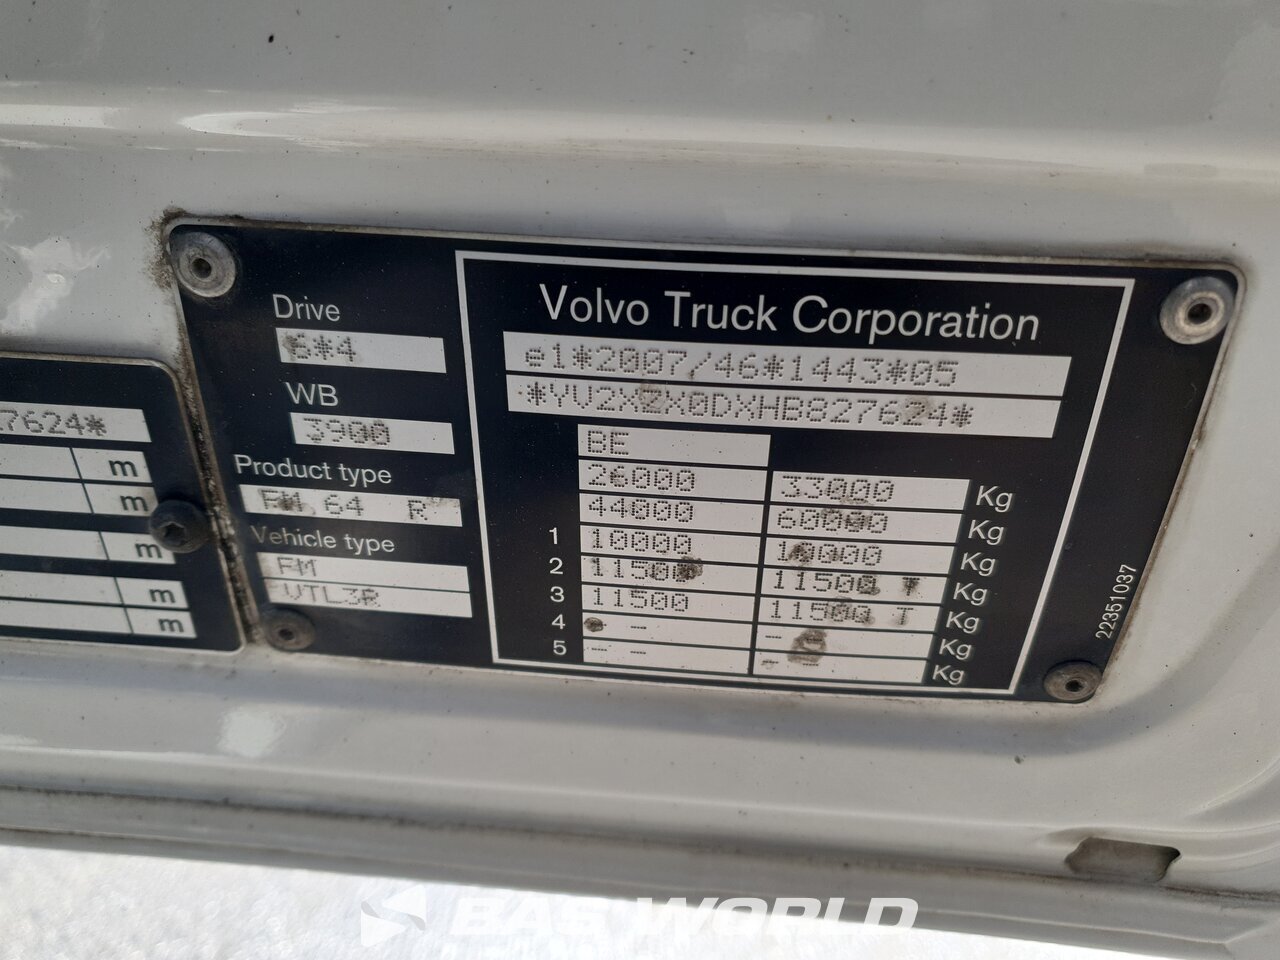 7624*
m
m
m
m
m
Drive
6*4
WB
3900
Product type
FM 64 R
Vehicle type
FM
VTL3R
Volvo Truck Corporation
e1*2007/46*1443*05
*YV2XZX0DXHB827624*
BE
26000 33000 Kg
44000 60000 Kg
1 10000 10000 Kg
2 11500 11500 T Kg
3 11500 11500 T Kg
4 - - - - Kg
5 - - - - Kg
22351037
BAS WORLD